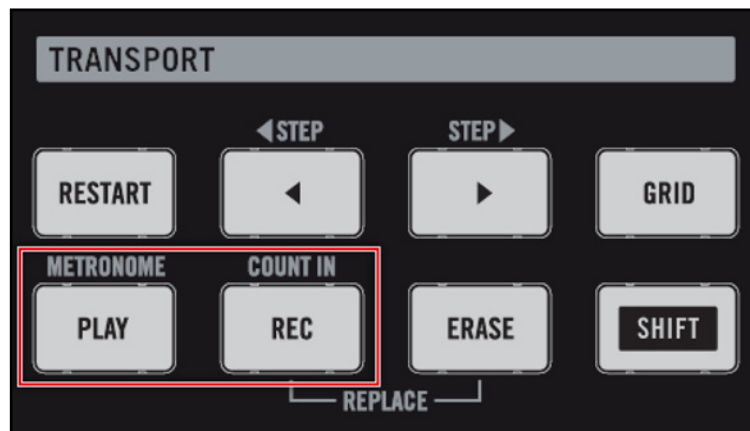 TRANSPORT
◀STEP STEP▶
RESTART ◀ ▶ GRID
METRONOME COUNT IN
PLAY REC ERASE SHIFT
REPLACE